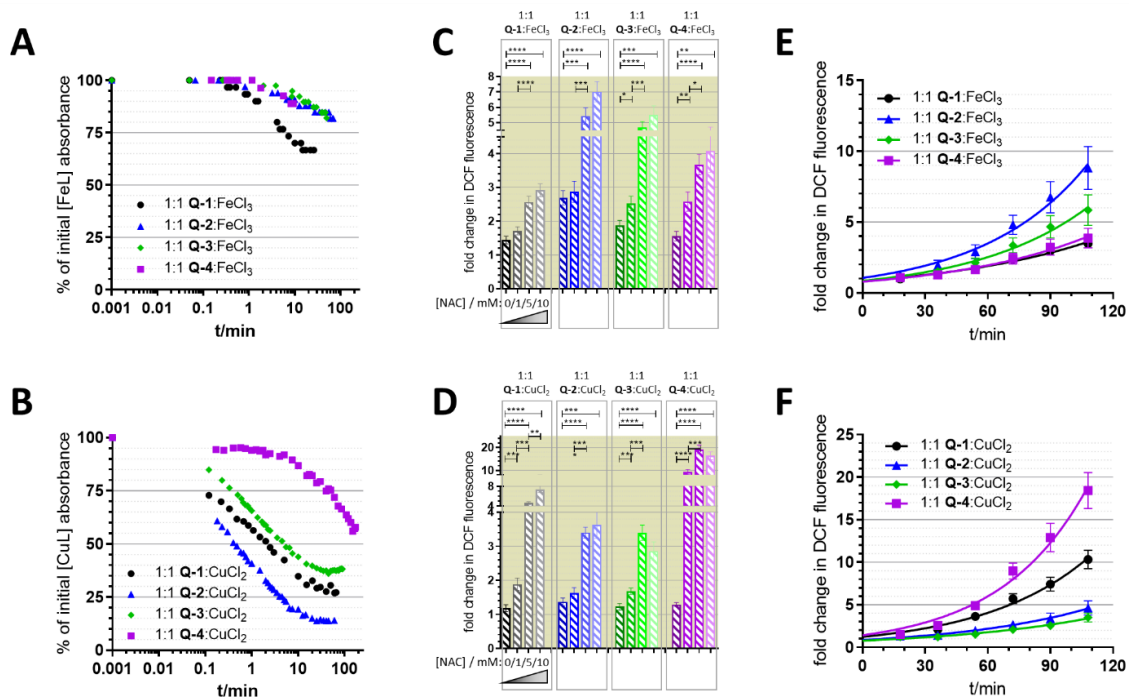 A
% of initial [FeL] absorbance
100
75
50
25
0
1:1 Q-1:FeCl3
1:1 Q-2:FeCl3
1:1 Q-3:FeCl3
1:1 Q-4:FeCl3
0.001 0.01 0.1 1 10 100
t/min
C
1:1 1:1 1:1 1:1
Q-1:FeCl3 Q-2:FeCl3 Q-3:FeCl3 Q-4:FeCl3
**** **** *** **
**** *** **** ****
**** *** * *** ** *
fold change in DCF fluorescence
8
7
6
5
4
3
2
1
0
[NAC] / mM: 0/1/5/10
E
fold change in DCF fluorescence
15
10
5
0
1:1 Q-1:FeCl3
1:1 Q-2:FeCl3
1:1 Q-3:FeCl3
1:1 Q-4:FeCl3
0 30 60 90 120
t/min
B
% of initial [CuL] absorbance
100
75
50
25
0
1:1 Q-1:CuCl2
1:1 Q-2:CuCl2
1:1 Q-3:CuCl2
1:1 Q-4:CuCl2
0.001 0.01 0.1 1 10 100
t/min
D
1:1 1:1 1:1 1:1
Q-1:CuCl2 Q-2:CuCl2 Q-3:CuCl2 Q-4:CuCl2
**** *** **** ****
**** **** **** ****
fold change in DCF fluorescence
20
10
8
4
4
3
2
1
0
[NAC] / mM: 0/1/5/10
F
fold change in DCF fluorescence
25
20
15
10
5
0
1:1 Q-1:CuCl2
1:1 Q-2:CuCl2
1:1 Q-3:CuCl2
1:1 Q-4:CuCl2
0 30 60 90 120
t/min